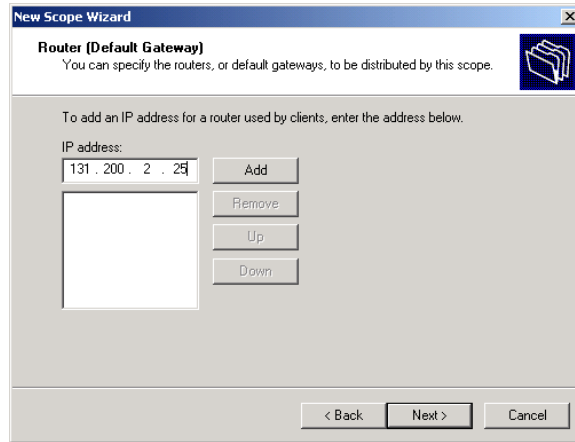 New Scope Wizard
Router (Default Gateway)
You can specify the routers, or default gateways, to be distributed by this scope.
To add an IP address for a router used by clients, enter the address below.
IP address:
131 . 200 . 2 . 25
Add
Remove
Up
Down
< Back
Next >
Cancel